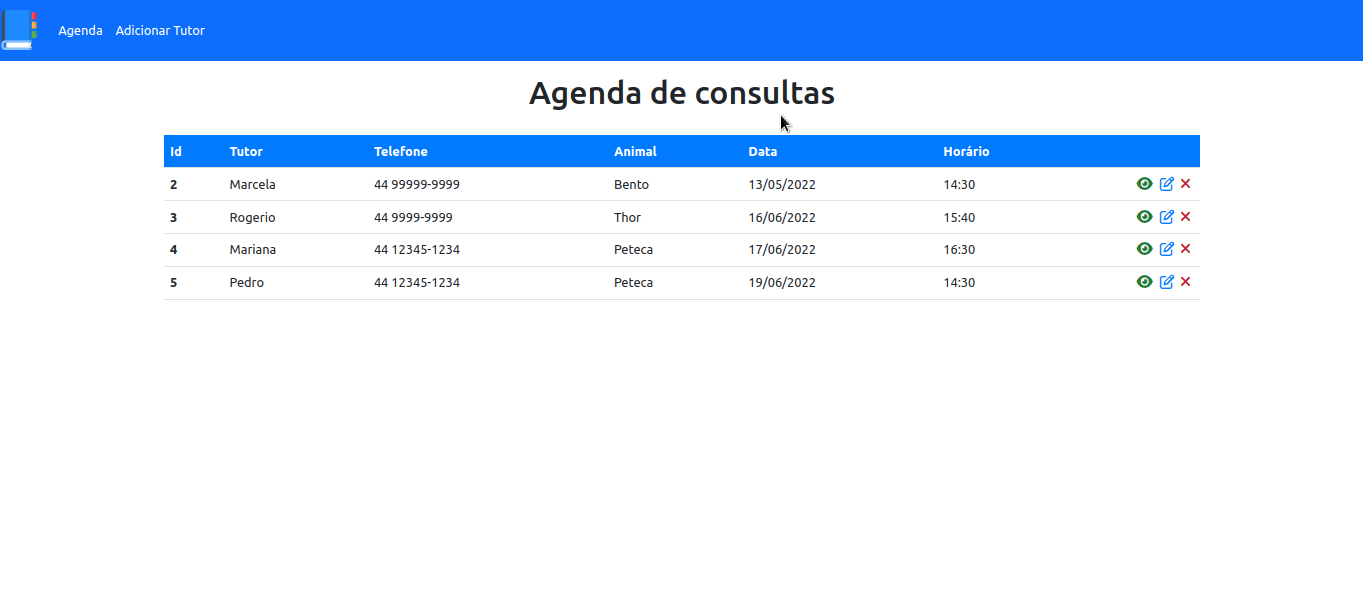 Agenda Adicionar Tutor
Agenda de consultas
Id Tutor Telefone Animal Data Horário
2 Marcela 44 99999-9999 Bento 13/05/2022 14:30
3 Rogerio 44 9999-9999 Thor 16/06/2022 15:40
4 Mariana 44 12345-1234 Peteca 17/06/2022 16:30
5 Pedro 44 12345-1234 Peteca 19/06/2022 14:30